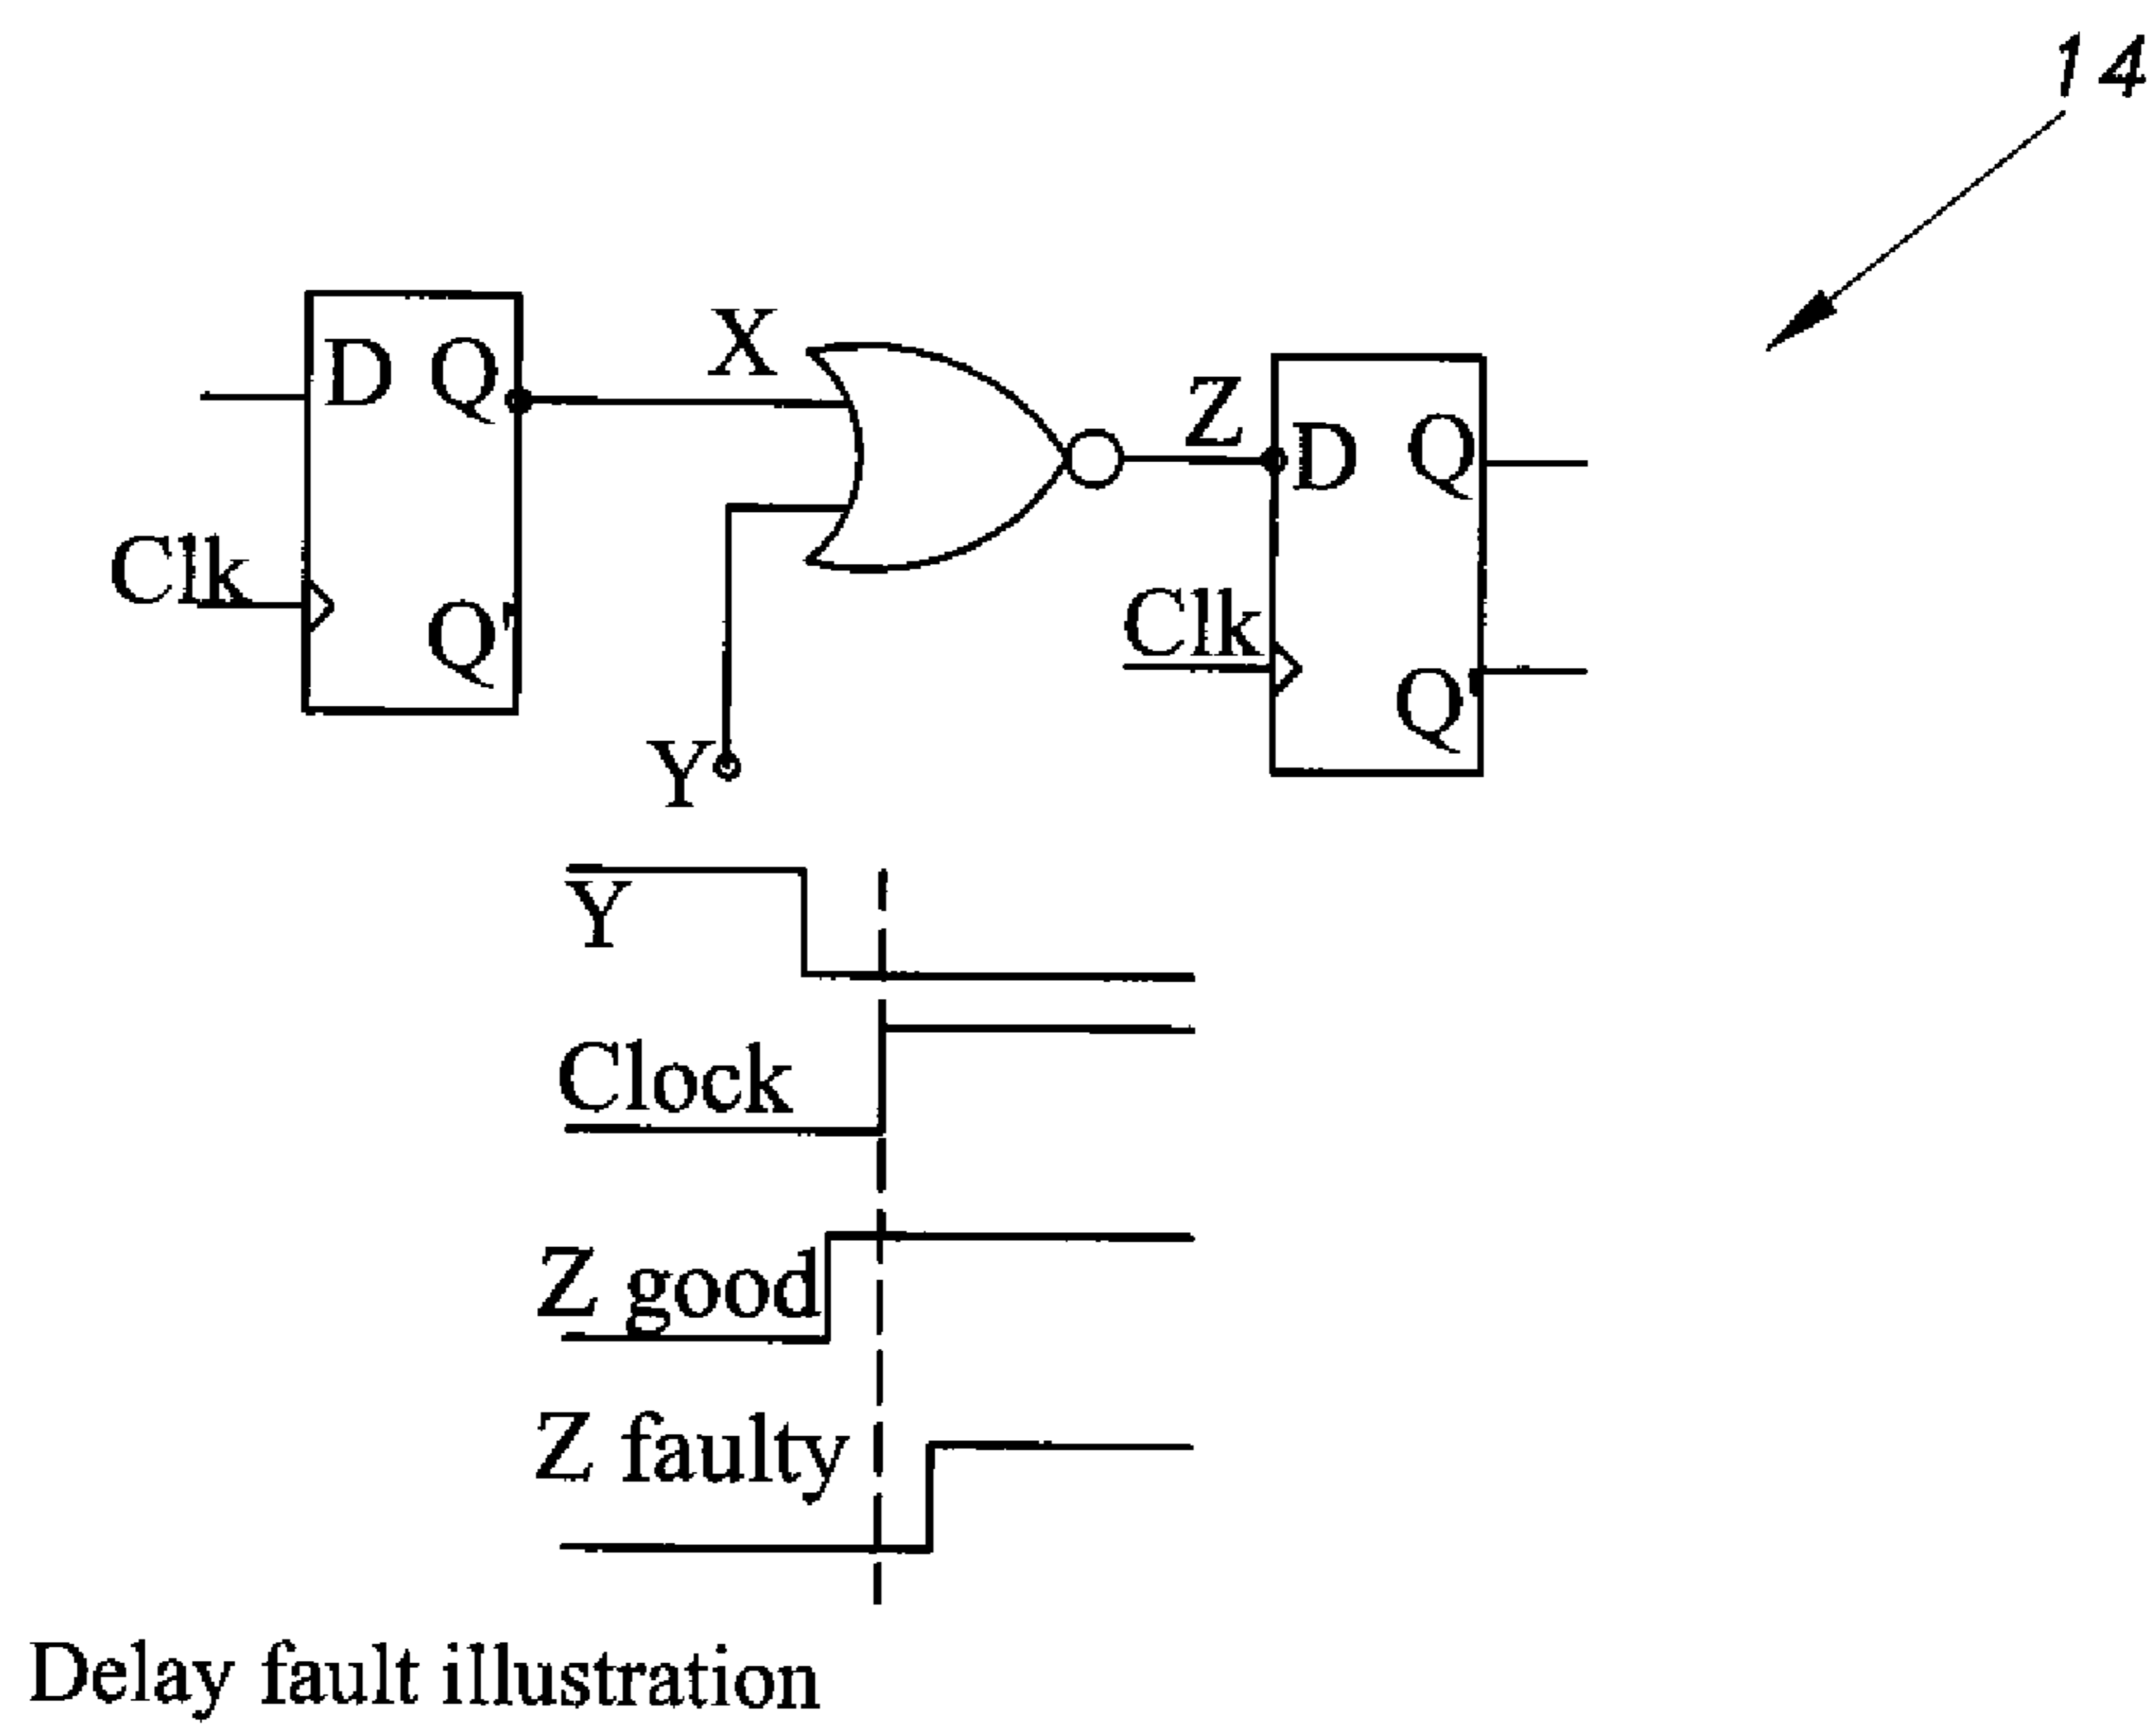 14
X
D Q
Z
D Q
Clk
Clk
Q'
Q'
Y
Y
Clock
Z good
Z faulty
Delay fault illustration